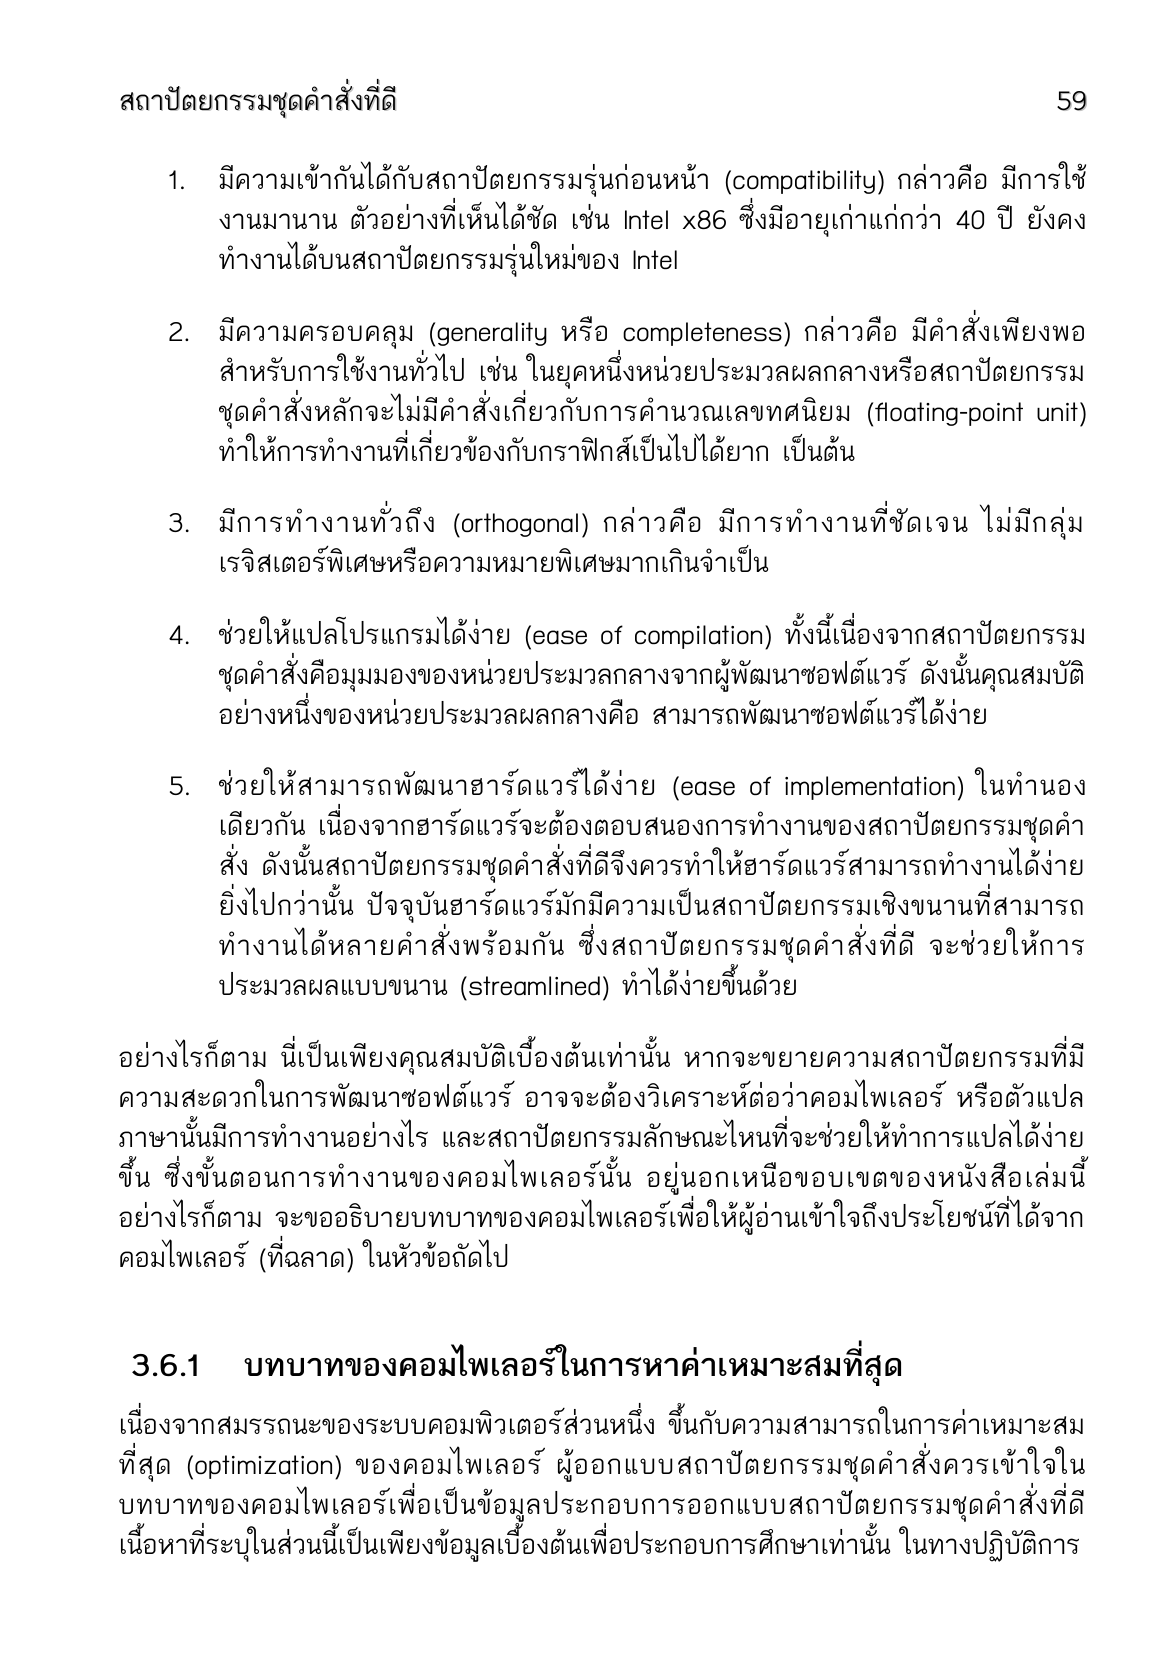 สถาปัตยกรรมชุดคำสั่งที่ดี 59
1. มีความเข้ากันได้กับสถาปัตยกรรมรุ่นก่อนหน้า (compatibility) กล่าวคือ มีการใช้
งานมานาน ตัวอย่างที่เห็นได้ชัด เช่น Intel x86 ซึ่งมีอายุเก่าแก่กว่า 40 ปี ยังคง
ทำงานได้บนสถาปัตยกรรมรุ่นใหม่ของ Intel
2. มีความครอบคลุม (generality หรือ completeness) กล่าวคือ มีคำสั่งเพียงพอ
สำหรับการใช้งานทั่วไป เช่น ในยุคหนึ่งหน่วยประมวลผลกลางหรือสถาปัตยกรรม
ชุดคำสั่งหลักจะไม่มีคำสั่งเกี่ยวกับการคำนวณเลขทศนิยม (floating-point unit)
ทำให้การทำงานที่เกี่ยวข้องกับกราฟิกส์เป็นไปได้ยาก เป็นต้น
3. มีการทำงานทั่วถึง (orthogonal) กล่าวคือ มีการทำงานที่ชัดเจน ไม่มีกลุ่ม
เรจิสเตอร์พิเศษหรือความหมายพิเศษมากเกินจำเป็น
4. ช่วยให้แปลโปรแกรมได้ง่าย (ease of compilation) ทั้งนี้เนื่องจากสถาปัตยกรรม
ชุดคำสั่งคือมุมมองของหน่วยประมวลกลางจากผู้พัฒนาซอฟต์แวร์ ดังนั้นคุณสมบัติ
อย่างหนึ่งของหน่วยประมวลผลกลางคือ สามารถพัฒนาซอฟต์แวร์ได้ง่าย
5. ช่วยให้สามารถพัฒนาฮาร์ดแวร์ได้ง่าย (ease of implementation) ในทำนอง
เดียวกัน เนื่องจากฮาร์ดแวร์จะต้องตอบสนองการทำงานของสถาปัตยกรรมชุดคำ
สั่ง ดังนั้นสถาปัตยกรรมชุดคำสั่งที่ดีจึงควรทำให้ฮาร์ดแวร์สามารถทำงานได้ง่าย
ยิ่งไปกว่านั้น ปัจจุบันฮาร์ดแวร์มักมีความเป็นสถาปัตยกรรมเชิงขนานที่สามารถ
ทำงานได้หลายคำสั่งพร้อมกัน ซึ่งสถาปัตยกรรมชุดคำสั่งที่ดี จะช่วยให้การ
ประมวลผลแบบขนาน (streamlined) ทำได้ง่ายขึ้นด้วย
อย่างไรก็ตาม นี่เป็นเพียงคุณสมบัติเบื้องต้นเท่านั้น หากจะขยายความสถาปัตยกรรมที่มี
ความสะดวกในการพัฒนาซอฟต์แวร์ อาจจะต้องวิเคราะห์ต่อว่าคอมไพเลอร์ หรือตัวแปล
ภาษานั้นมีการทำงานอย่างไร และสถาปัตยกรรมลักษณะไหนที่จะช่วยให้ทำการแปลได้ง่าย
ขึ้น ซึ่งขั้นตอนการทำงานของคอมไพเลอร์นั้น อยู่นอกเหนือขอบเขตของหนังสือเล่มนี้
อย่างไรก็ตาม จะขออธิบายบทบาทของคอมไพเลอร์เพื่อให้ผู้อ่านเข้าใจถึงประโยชน์ที่ได้จาก
คอมไพเลอร์ (ที่ฉลาด) ในหัวข้อถัดไป
3.6.1 บทบาทของคอมไพเลอร์ในการหาค่าเหมาะสมที่สุด
เนื่องจากสมรรถนะของระบบคอมพิวเตอร์ส่วนหนึ่ง ขึ้นกับความสามารถในการค่าเหมาะสม
ที่สุด (optimization) ของคอมไพเลอร์ ผู้ออกแบบสถาปัตยกรรมชุดคำสั่งควรเข้าใจใน
บทบาทของคอมไพเลอร์เพื่อเป็นข้อมูลประกอบการออกแบบสถาปัตยกรรมชุดคำสั่งที่ดี
เนื้อหาที่ระบุในส่วนนี้เป็นเพียงข้อมูลเบื้องต้นเพื่อประกอบการศึกษาเท่านั้น ในทางปฏิบัติการ